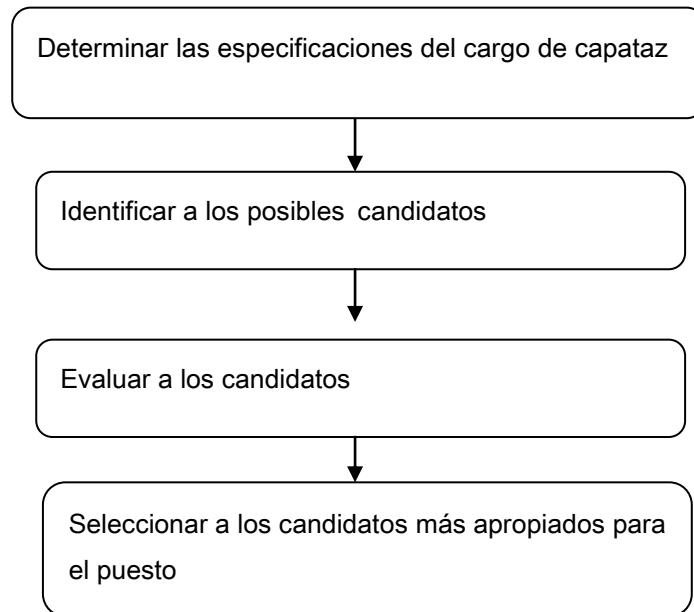 Determinar las especificaciones del cargo de capataz
Identificar a los posibles candidatos
Evaluar a los candidatos
Seleccionar a los candidatos más apropiados para
el puesto